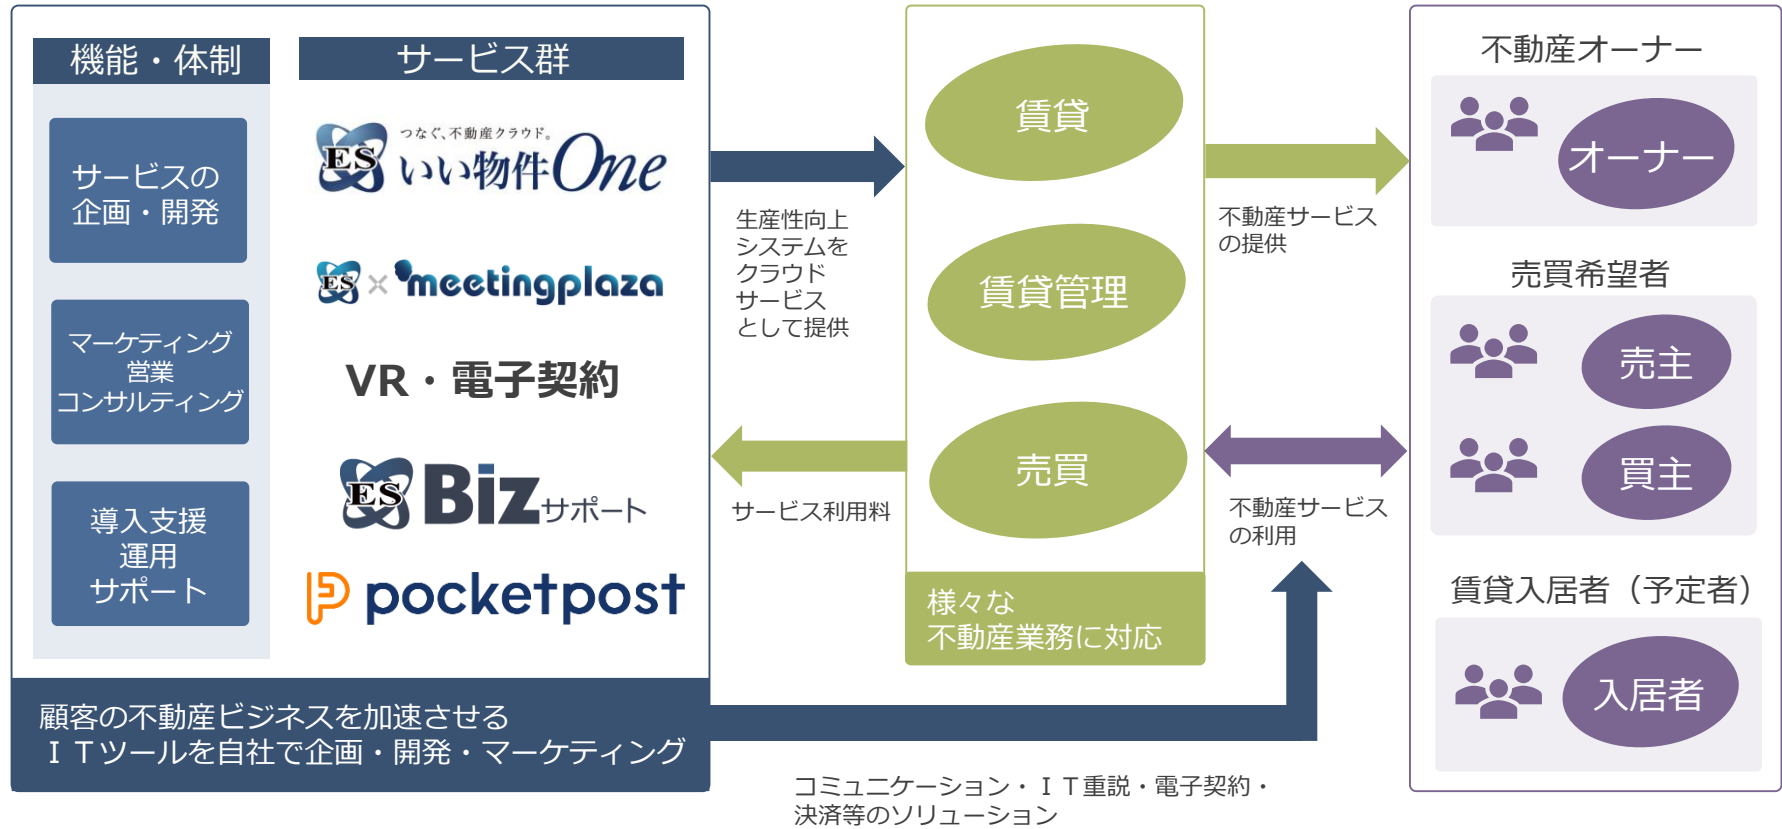 機能・体制
サービスの
企画・開発
マーケティング
営業
コンサルティング
導入支援
運用
サポート
サービス群
ES
つなぐ、不動産クラウド。
いい物件One
ES × meetingplaza
VR・電子契約
ES Bizサポート
pocketpost
顧客の不動産ビジネスを加速させる
ＩＴツールを自社で企画・開発・マーケティング
生産性向上
システムを
クラウド
サービス
として提供
サービス利用料
賃貸
賃貸管理
売買
様々な
不動産業務に対応
不動産サービス
の提供
不動産サービス
の利用
コミュニケーション・ＩＴ重説・電子契約・
決済等のソリューション
不動産オーナー
オーナー
売買希望者
売主
買主
賃貸入居者（予定者）
入居者